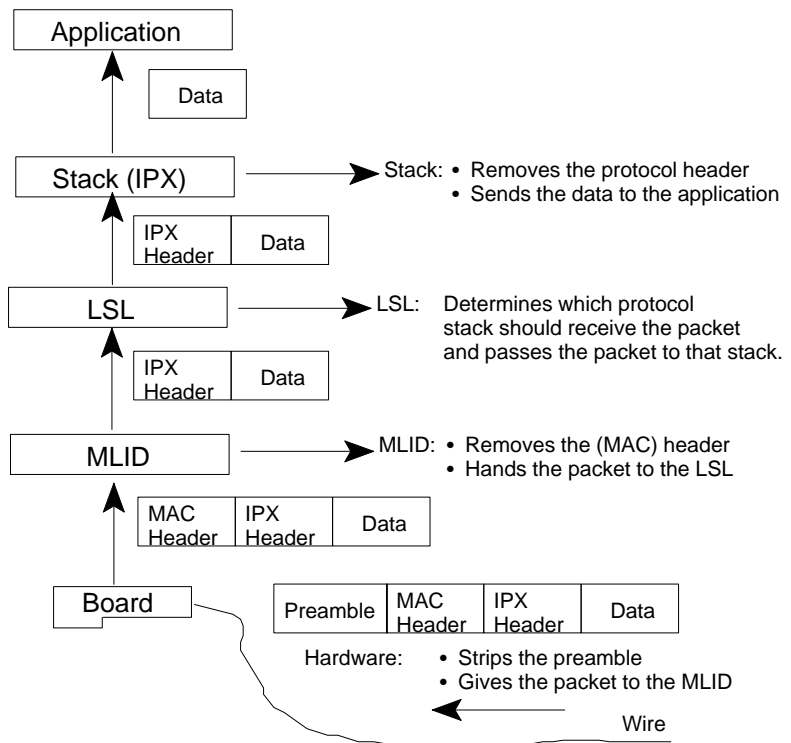 Application
Data
Stack (IPX)
Stack: • Removes the protocol header
• Sends the data to the application
IPX Header
Data
LSL
LSL: Determines which protocol
stack should receive the packet
and passes the packet to that stack.
IPX Header
Data
MLID
MLID: • Removes the (MAC) header
• Hands the packet to the LSL
MAC Header
IPX Header
Data
Board
Preamble
MAC Header
IPX Header
Data
Hardware: • Strips the preamble
• Gives the packet to the MLID
Wire